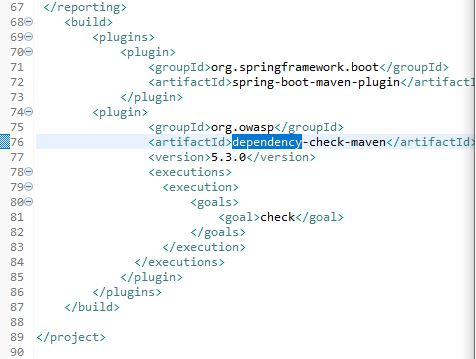 67 </reporting>
68 <build>
69 <plugins>
70 <plugin>
71 <groupId>org.springframework.boot</groupId>
72 <artifactId>spring-boot-maven-plugin</artifactI
73 </plugin>
74 <plugin>
75 <groupId>org.owasp</groupId>
76 <artifactId>dependency-check-maven</artifactId>
77 <version>5.3.0</version>
78 <executions>
79 <execution>
80 <goals>
81 <goal>check</goal>
82 </goals>
83 </execution>
84 </executions>
85 </plugin>
86 </plugins>
87 </build>
88
89 </project>
90